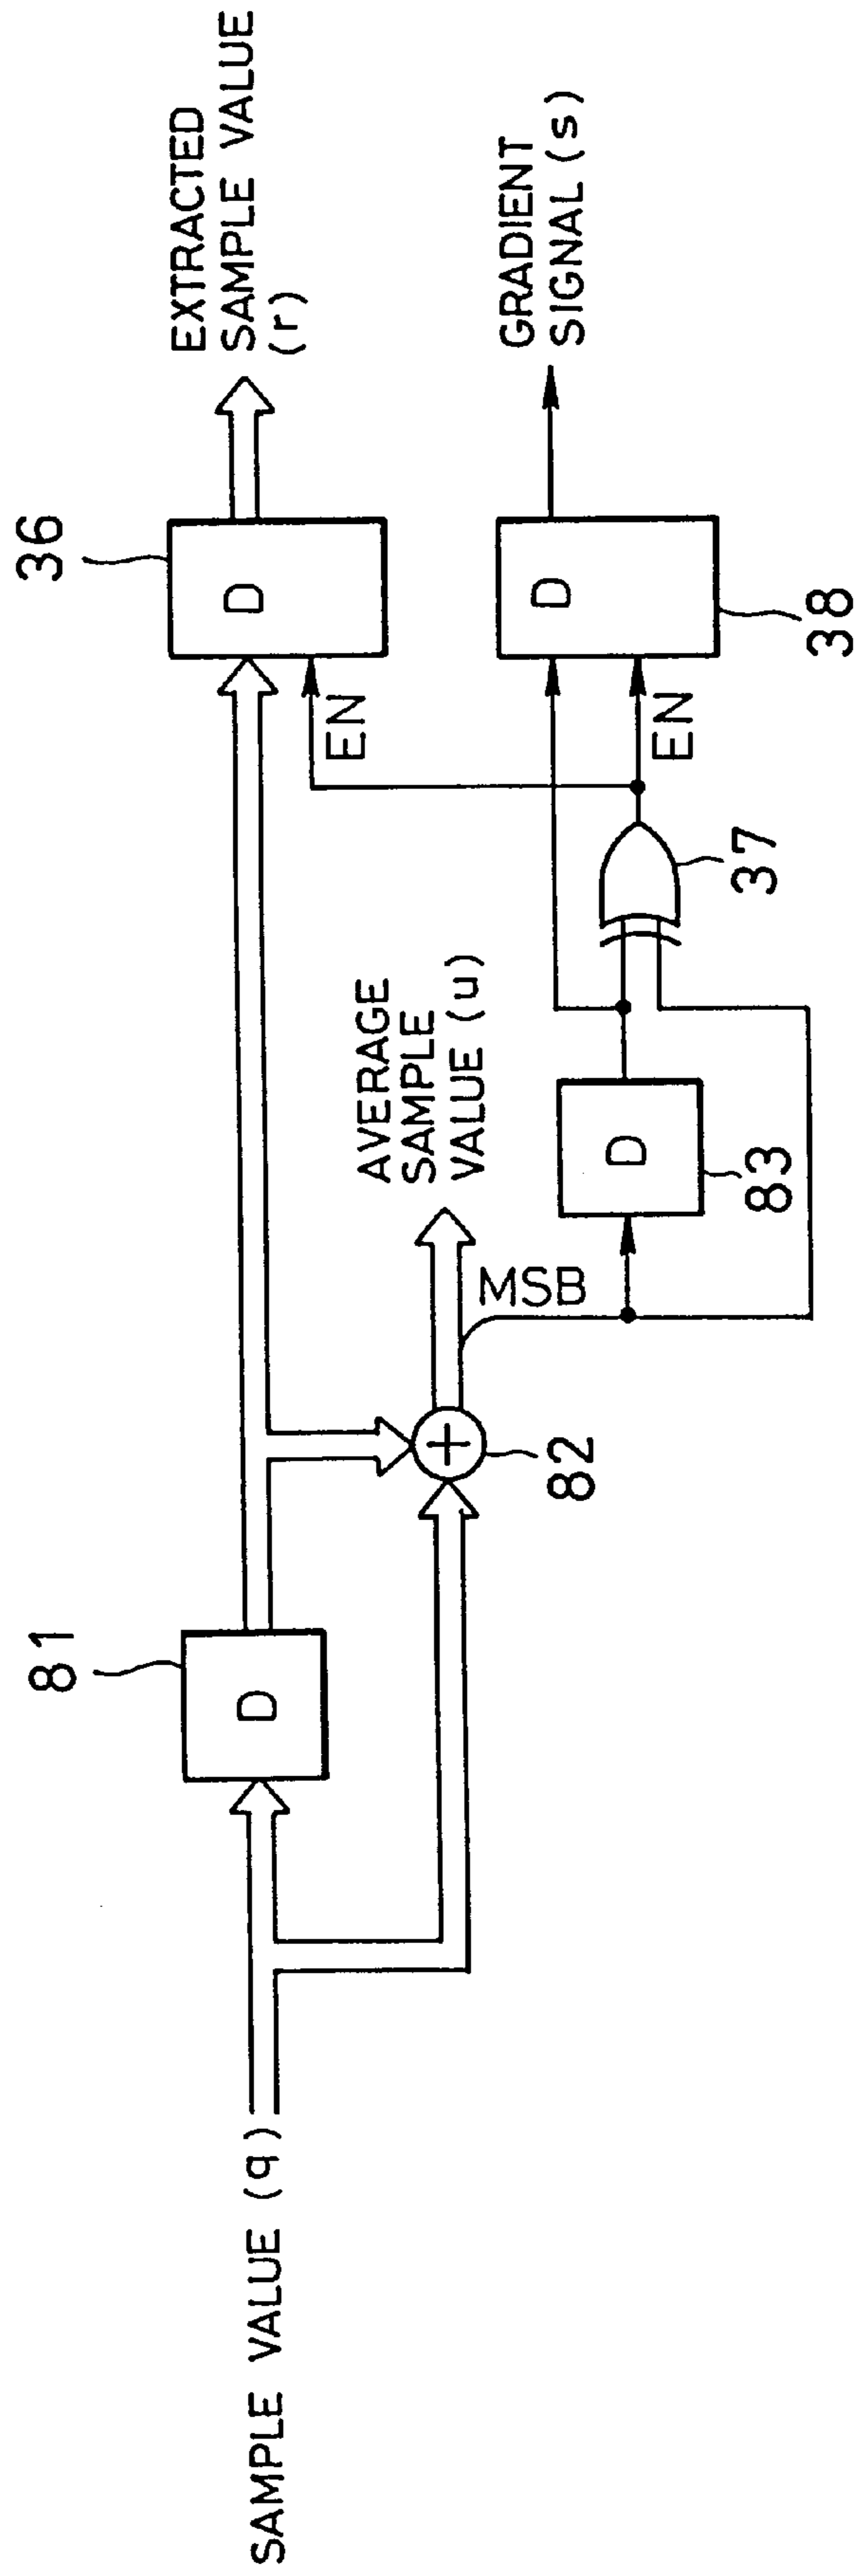 SAMPLE VALUE (q)
81
D
82
+
MSB
AVERAGE
SAMPLE
VALUE (u)
83
D
37
EN
EN
36
D
38
D
EXTRACTED
SAMPLE VALUE
(r)
GRADIENT
SIGNAL (s)